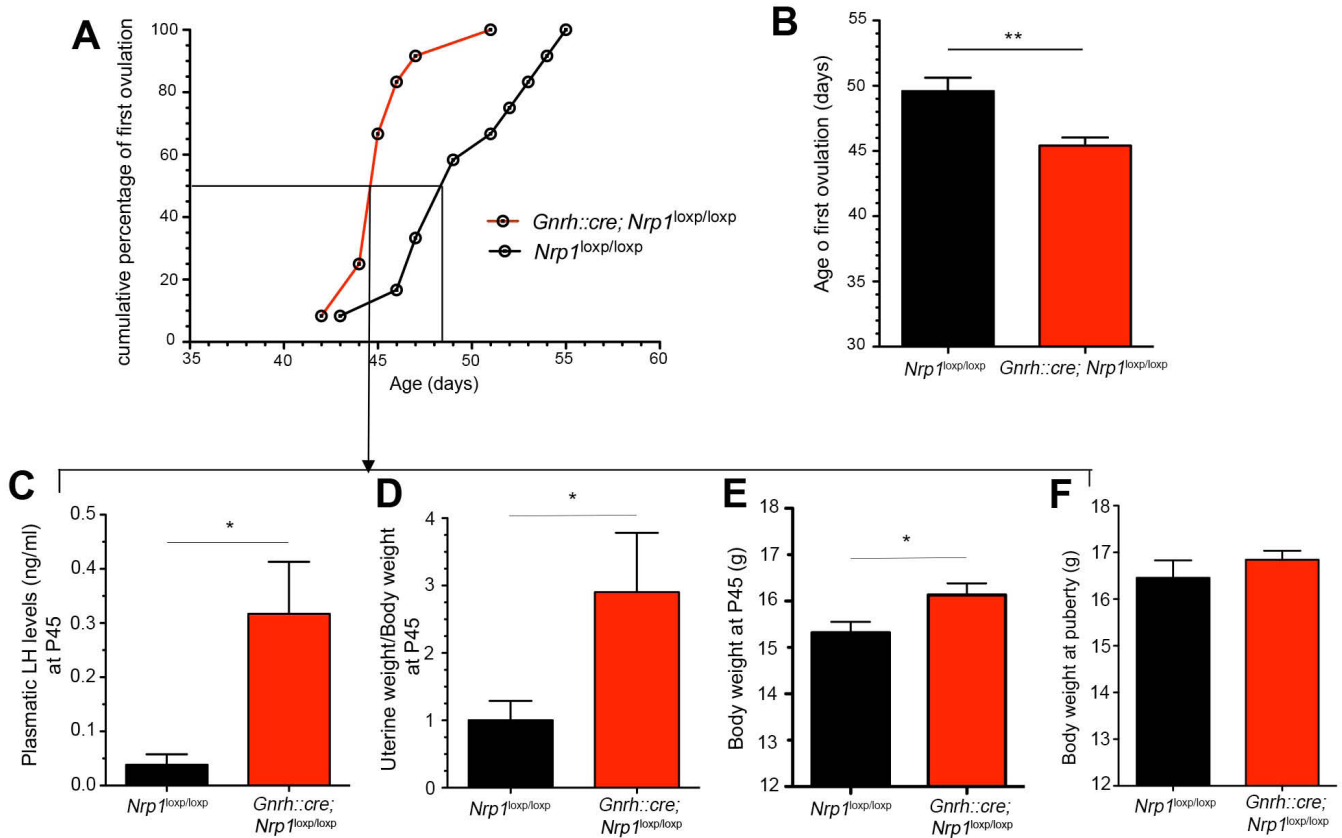 A
cumulative percentage of first ovulation
100
80
60
40
20
0
35
40
45
50
55
60
Age (days)
Gnrh::cre; Nrp1loxp/loxp
Nrp1loxp/loxp
B
Age o first ovulation (days)
55
50
45
40
35
30
**
Nrp1loxp/loxp
Gnrh::cre; Nrp1loxp/loxp
C
Plasmatic LH levels (ng/ml)
at P45
0.5
0.4
0.3
0.2
0.1
0.0
*
Nrp1loxp/loxp
Gnrh::cre;
Nrp1loxp/loxp
D
Uterine weight/Body weight
at P45
4
3
2
1
0
*
Nrp1loxp/loxp
Gnrh::cre;
Nrp1loxp/loxp
E
Body weight at P45 (g)
18
17
16
15
14
13
12
*
Nrp1loxp/loxp
Gnrh::cre;
Nrp1loxp/loxp
F
Body weight at puberty (g)
18
17
16
15
14
13
12
Nrp1loxp/loxp
Gnrh::cre;
Nrp1loxp/loxp